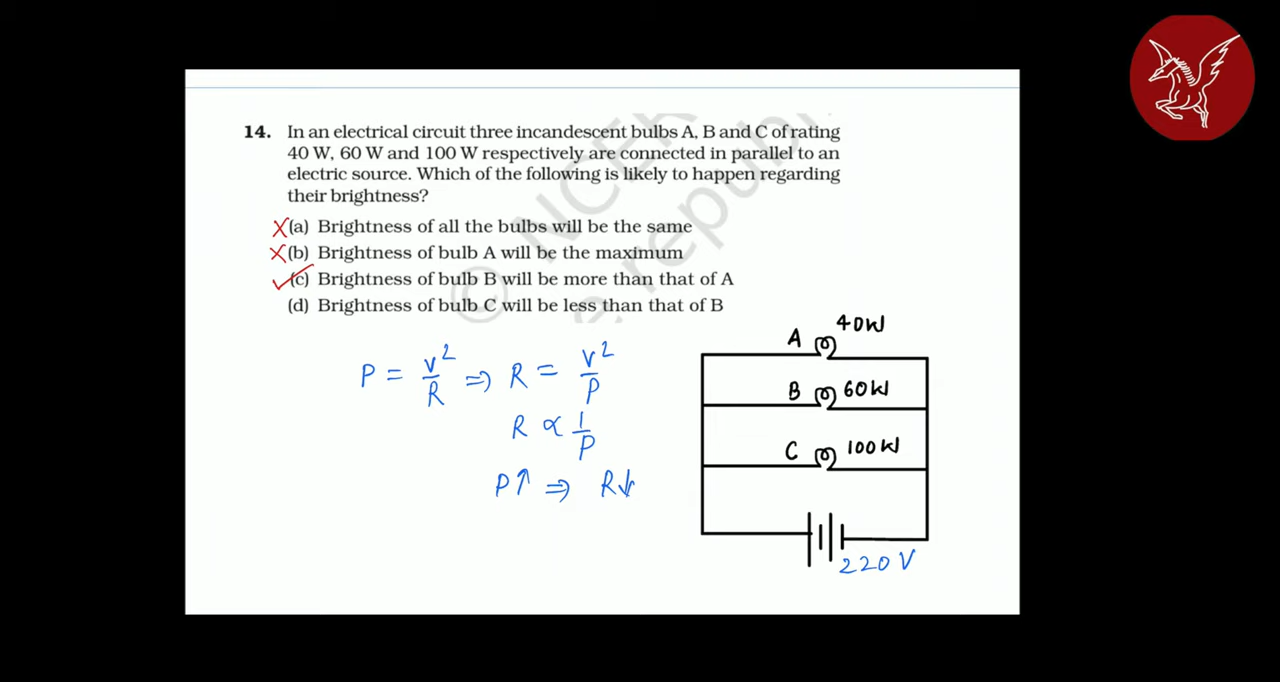 14. In an electrical circuit three incandescent bulbs A, B and C of rating
40 W, 60 W and 100 W respectively are connected in parallel to an
electric source. Which of the following is likely to happen regarding
their brightness?
X(a) Brightness of all the bulbs will be the same
X(b) Brightness of bulb A will be the maximum
✓(c) Brightness of bulb B will be more than that of A
(d) Brightness of bulb C will be less than that of B
© NCER
republi
P = V²/R ⇒ R = V²/P
R ∝ 1/P
P↑ ⇒ R↓
A 40W
B 60W
C 100W
220 V